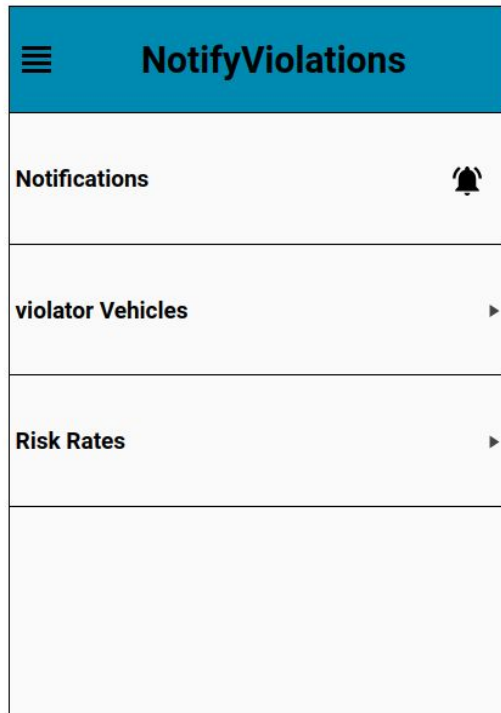 NotifyViolations
Notifications
violator Vehicles
Risk Rates